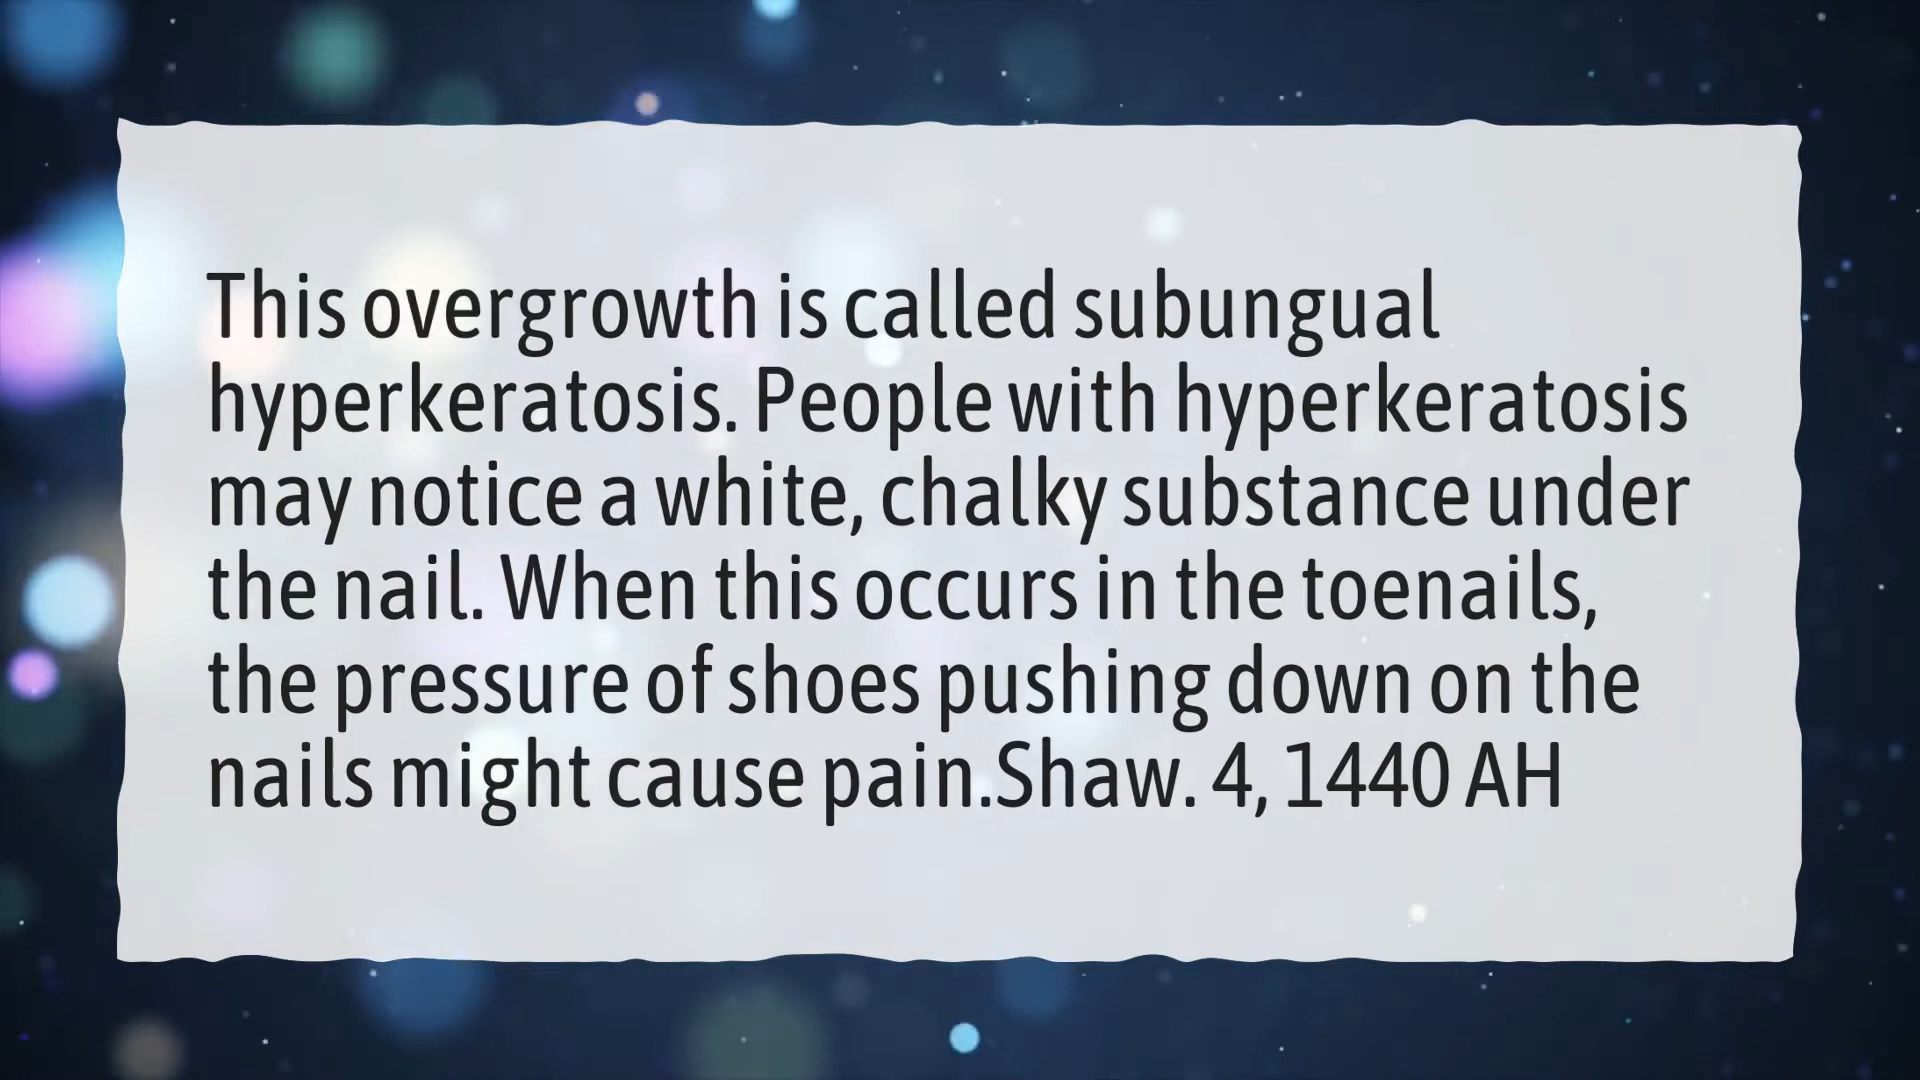 This overgrowth is called subungual
hyperkeratosis. People with hyperkeratosis
may notice a white, chalky substance under
the nail. When this occurs in the toenails,
the pressure of shoes pushing down on the
nails might cause pain.Shaw. 4, 1440 AH